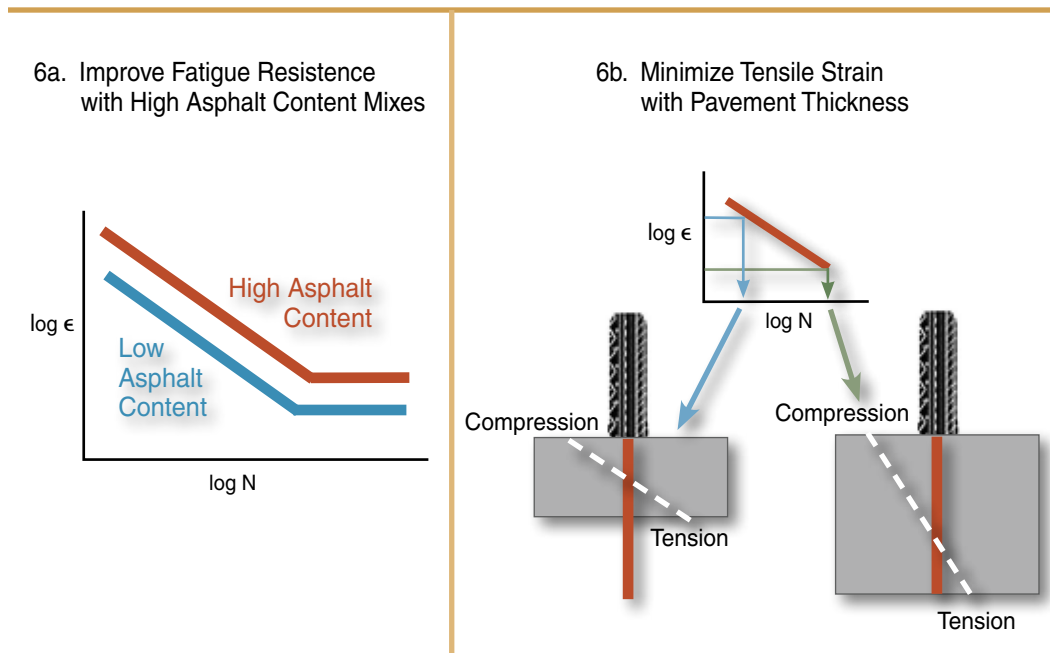 6a. Improve Fatigue Resistence
with High Asphalt Content Mixes
log ϵ
High Asphalt
Content
Low
Asphalt
Content
log N
6b. Minimize Tensile Strain
with Pavement Thickness
log ϵ
log N
Compression
Tension
Compression
Tension